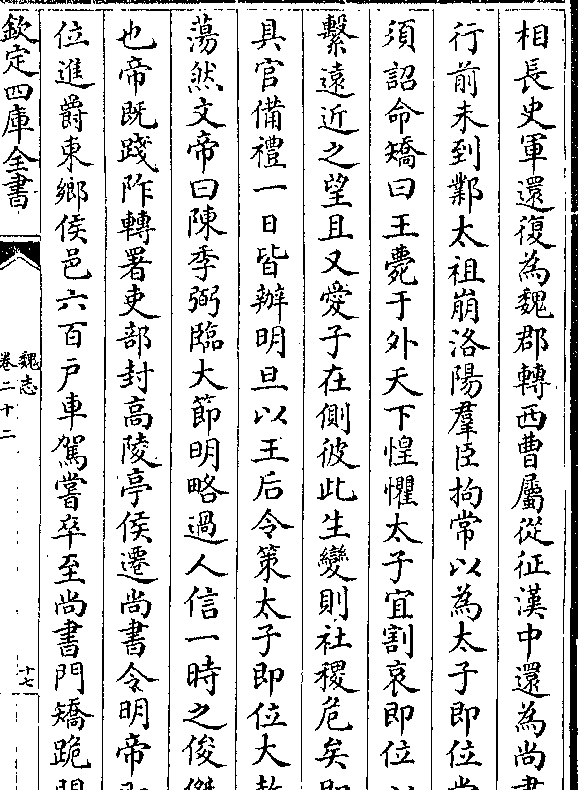 相長史軍還復為魏郡轉西曹屬從征漢中還為尚書
行前未到鄴太祖崩洛陽羣臣拘常以為太子即位當
須詔命矯曰王薨于外天下惶懼太子宜割哀即位以
繫遠近之望且又愛子在側彼此生變則社稷危矣即
具官備禮一日皆辦明旦以王后令策太子即位大赦
蕩然文帝曰陳季弼臨大節明略過人信一時之俊傑
也帝既踐阼轉署吏部封高陵亭侯遷尚書令明帝即
位進爵東鄉侯邑六百戶車駕嘗卒至尚書門矯跪問
欽定四庫全書
魏志
卷二十二
十七